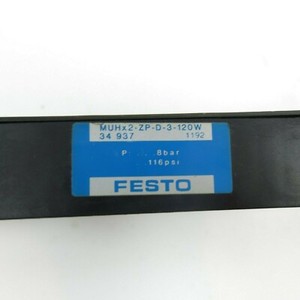 MUHx2-ZP-D-3-120W
34 937 1192
P 8bar
116psi
FESTO